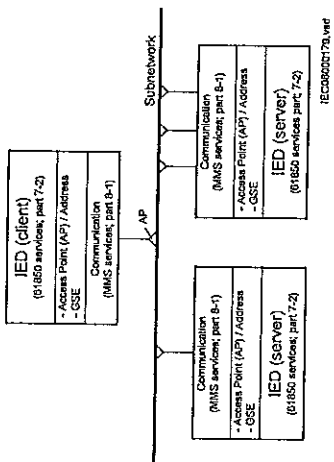 IED (client)
(61850 services; part 7-2)
- Access Point (AP) / Address
- GSE
Communication
(MMS services; part 8-1)
AP
Subnetwork
Communication
(MMS services; part 8-1)
- Access Point (AP) / Address
- GSE
IED (server)
(61850 services; part 7-2)
Communication
(MMS services; part 8-1)
- Access Point (AP) / Address
- GSE
IED (server)
(61850 services; part 7-2)
IEC08000179.vsd